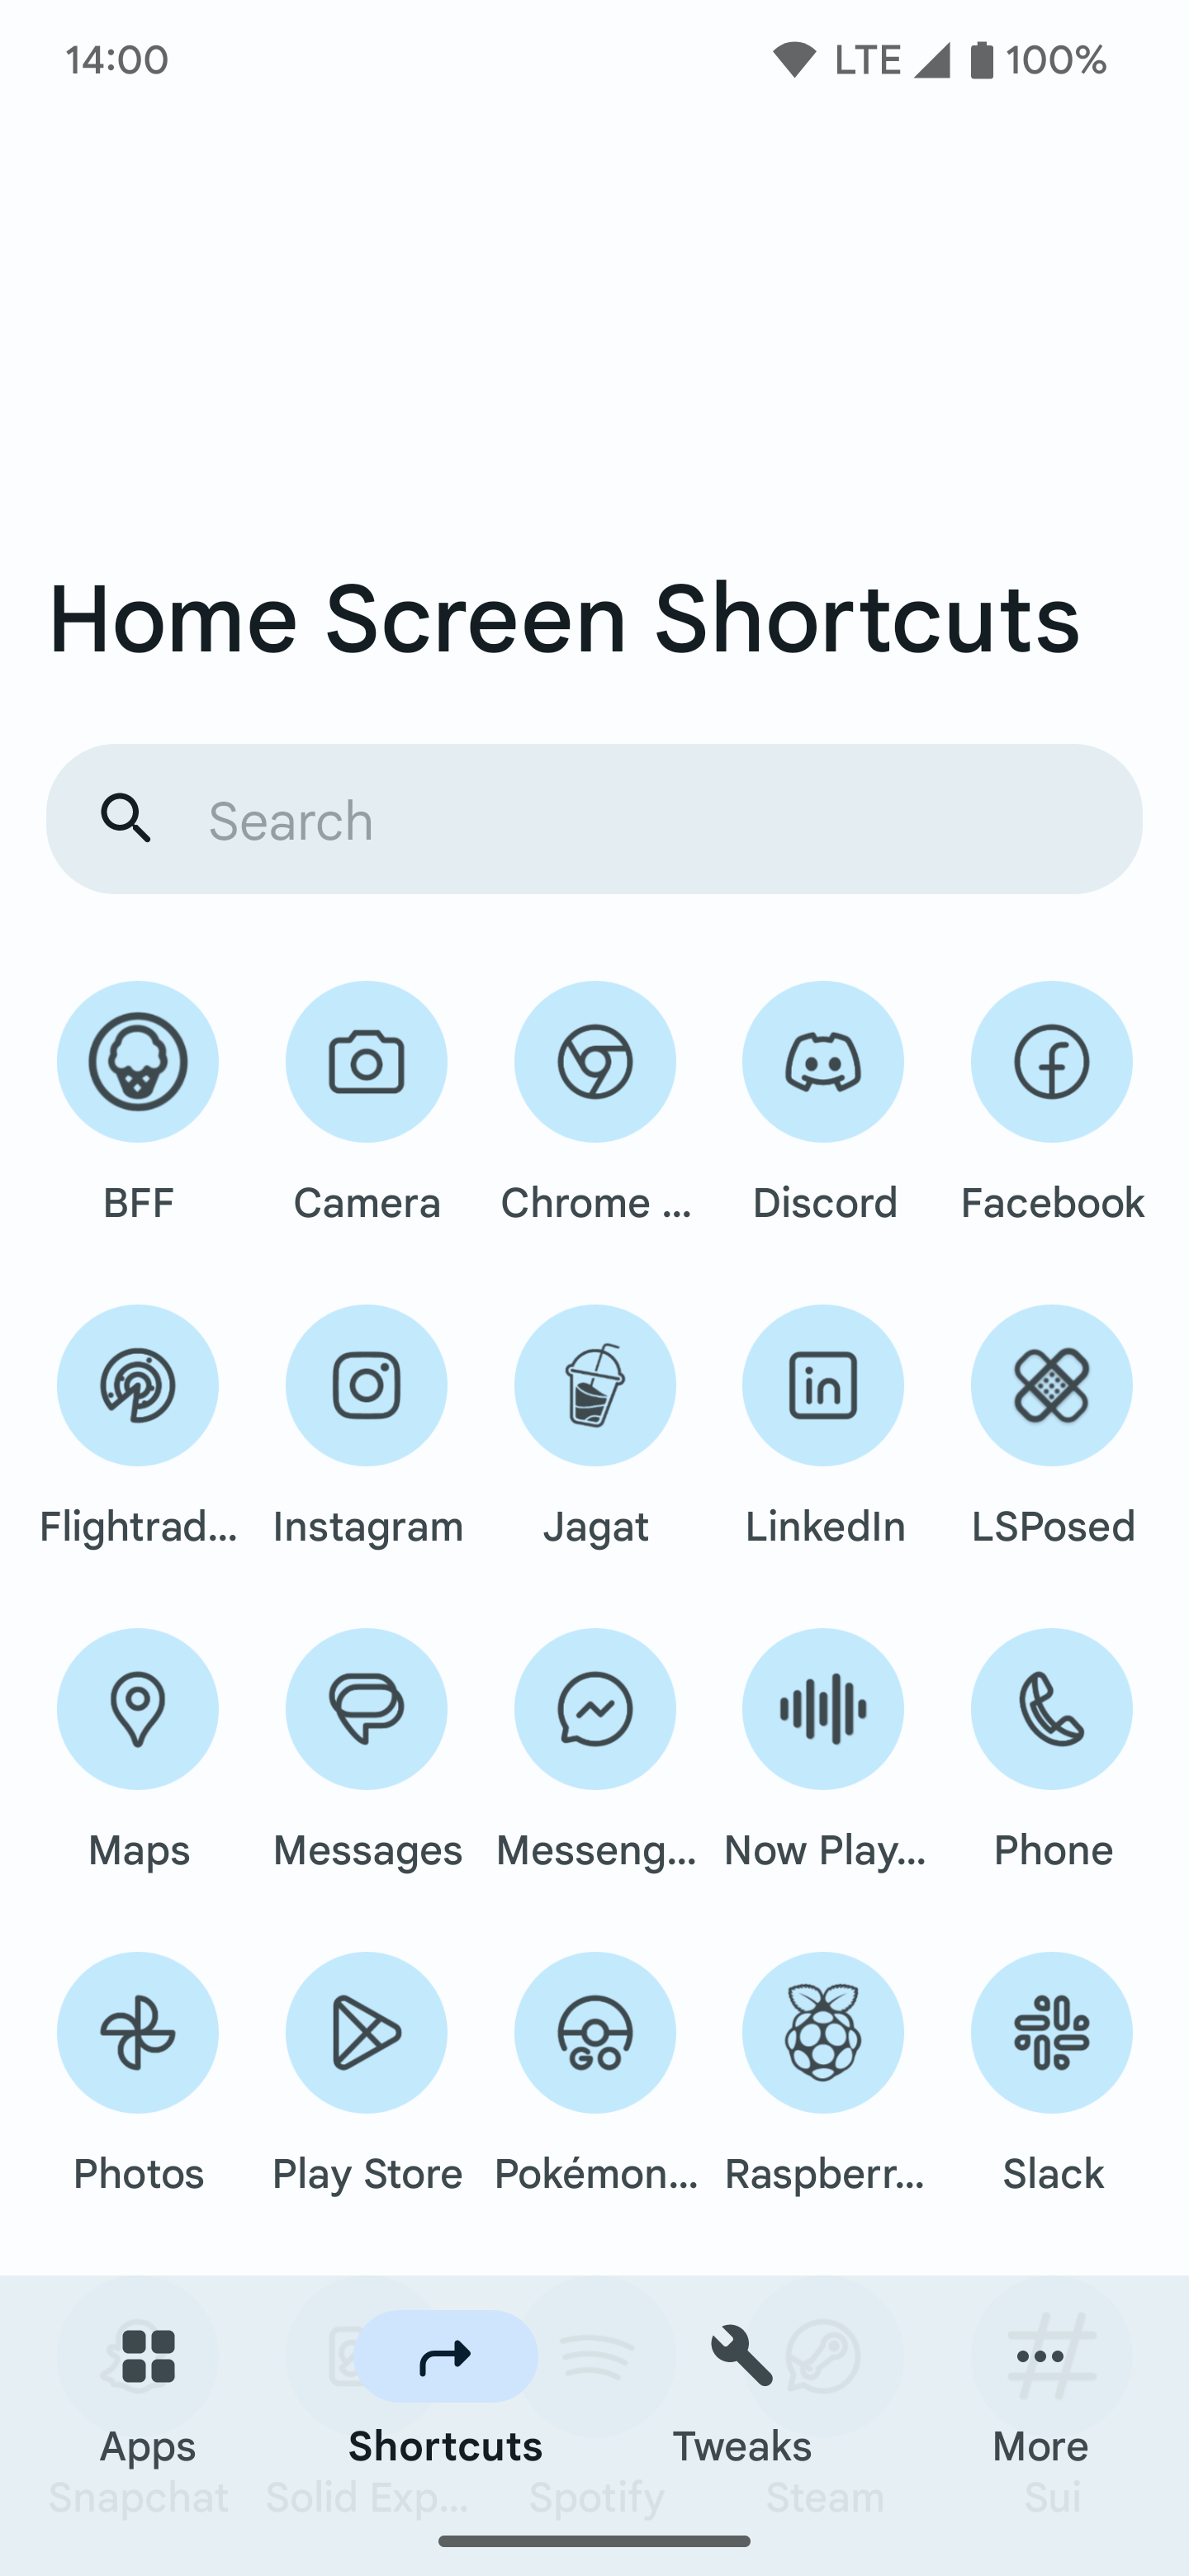 14:00 LTE 100%
Home Screen Shortcuts
Search
BFF Camera Chrome ... Discord Facebook
Flightrad... Instagram Jagat LinkedIn LSPosed
Maps Messages Messeng... Now Play... Phone
GO
Photos Play Store Pokémon... Raspberr... Slack
Apps Shortcuts Tweaks More
Snapchat Solid Exp... Spotify Steam Sui